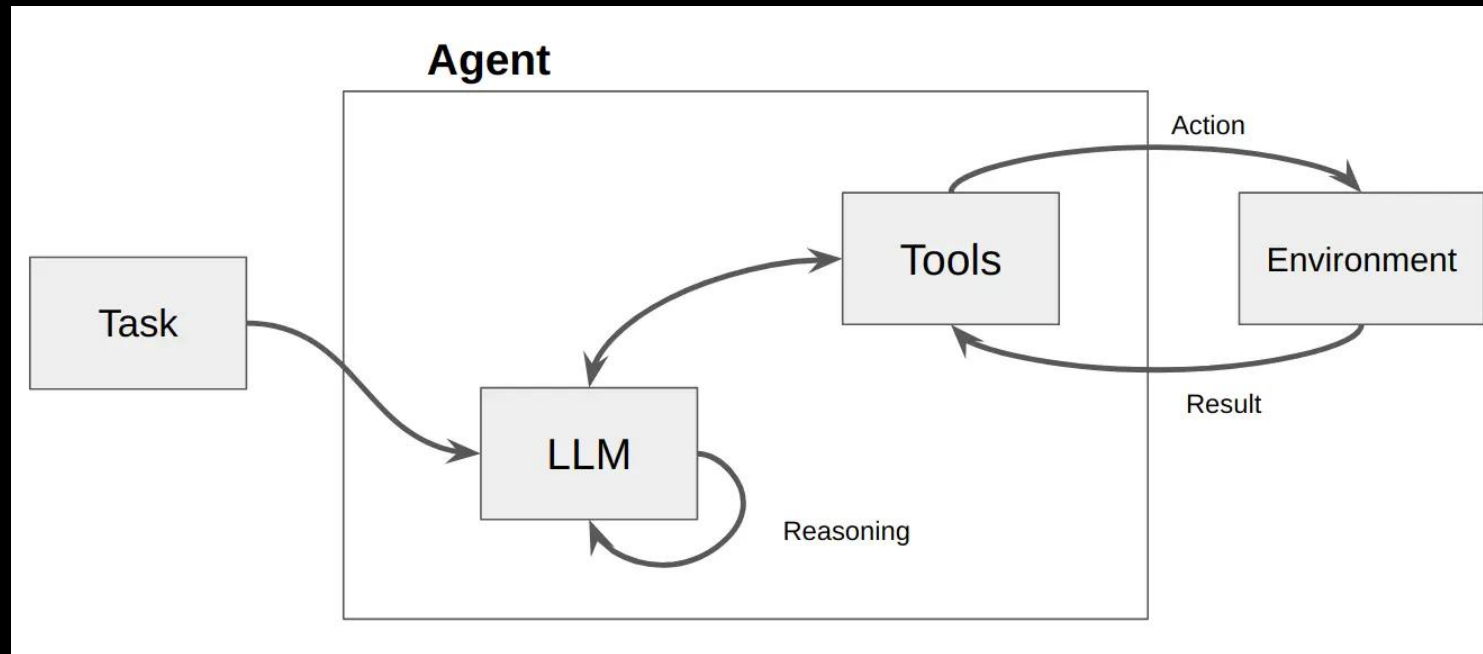 Agent
Action
Tools
Environment
Task
Result
LLM
Reasoning